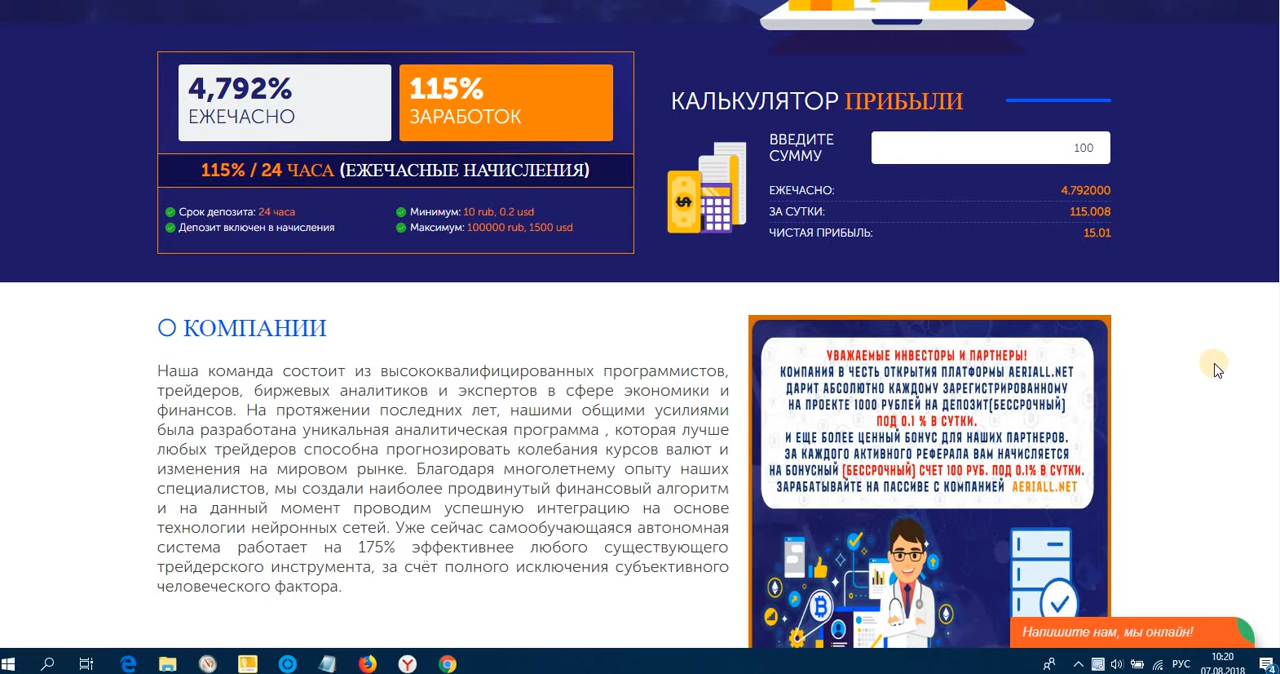 4,792%
ЕЖЕЧАСНО
115%
ЗАРАБОТОК
115% / 24 ЧАСА (ЕЖЕЧАСНЫЕ НАЧИСЛЕНИЯ)
Срок депозита: 24 часа
Депозит включен в начисления
Минимум: 10 rub, 0.2 usd
Максимум: 100000 rub, 1500 usd
КАЛЬКУЛЯТОР ПРИБЫЛИ
ВВЕДИТЕ
СУММУ
100
ЕЖЕЧАСНО: 4.792000
ЗА СУТКИ: 115.008
ЧИСТАЯ ПРИБЫЛЬ: 15.01
О КОМПАНИИ
Наша команда состоит из высококвалифицированных программистов,
трейдеров, биржевых аналитиков и экспертов в сфере экономики и
финансов. На протяжении последних лет, нашими общими усилиями
была разработана уникальная аналитическая программа , которая лучше
любых трейдеров способна прогнозировать колебания курсов валют и
изменения на мировом рынке. Благодаря многолетнему опыту наших
специалистов, мы создали наиболее продвинутый финансовый алгоритм
и на данный момент проводим успешную интеграцию на основе
технологии нейронных сетей. Уже сейчас самообучающаяся автономная
система работает на 175% эффективнее любого существующего
трейдерского инструмента, за счёт полного исключения субъективного
человеческого фактора.
УВАЖАЕМЫЕ ИНВЕСТОРЫ И ПАРТНЕРЫ!
КОМПАНИЯ В ЧЕСТЬ ОТКРЫТИЯ ПЛАТФОРМЫ AERIALL.NET
ДАРИТ АБСОЛЮТНО КАЖДОМУ ЗАРЕГИСТРИРОВАННОМУ
НА ПРОЕКТЕ 1000 РУБЛЕЙ НА ДЕПОЗИТ(БЕССРОЧНЫЙ)
ПОД 0.1 % В СУТКИ.
И ЕЩЕ БОЛЕЕ ЦЕННЫЙ БОНУС ДЛЯ НАШИХ ПАРТНЕРОВ.
ЗА КАЖДОГО АКТИВНОГО РЕФЕРАЛА ВАМ НАЧИСЛЯЕТСЯ
НА БОНУСНЫЙ (БЕССРОЧНЫЙ) СЧЕТ 100 РУБ. ПОД 0.1% В СУТКИ.
ЗАРАБАТЫВАЙТЕ НА ПАССИВЕ С КОМПАНИЕЙ AERIALL.NET
Напишите нам, мы онлайн!
РУС
10:20
07.08.2018
4